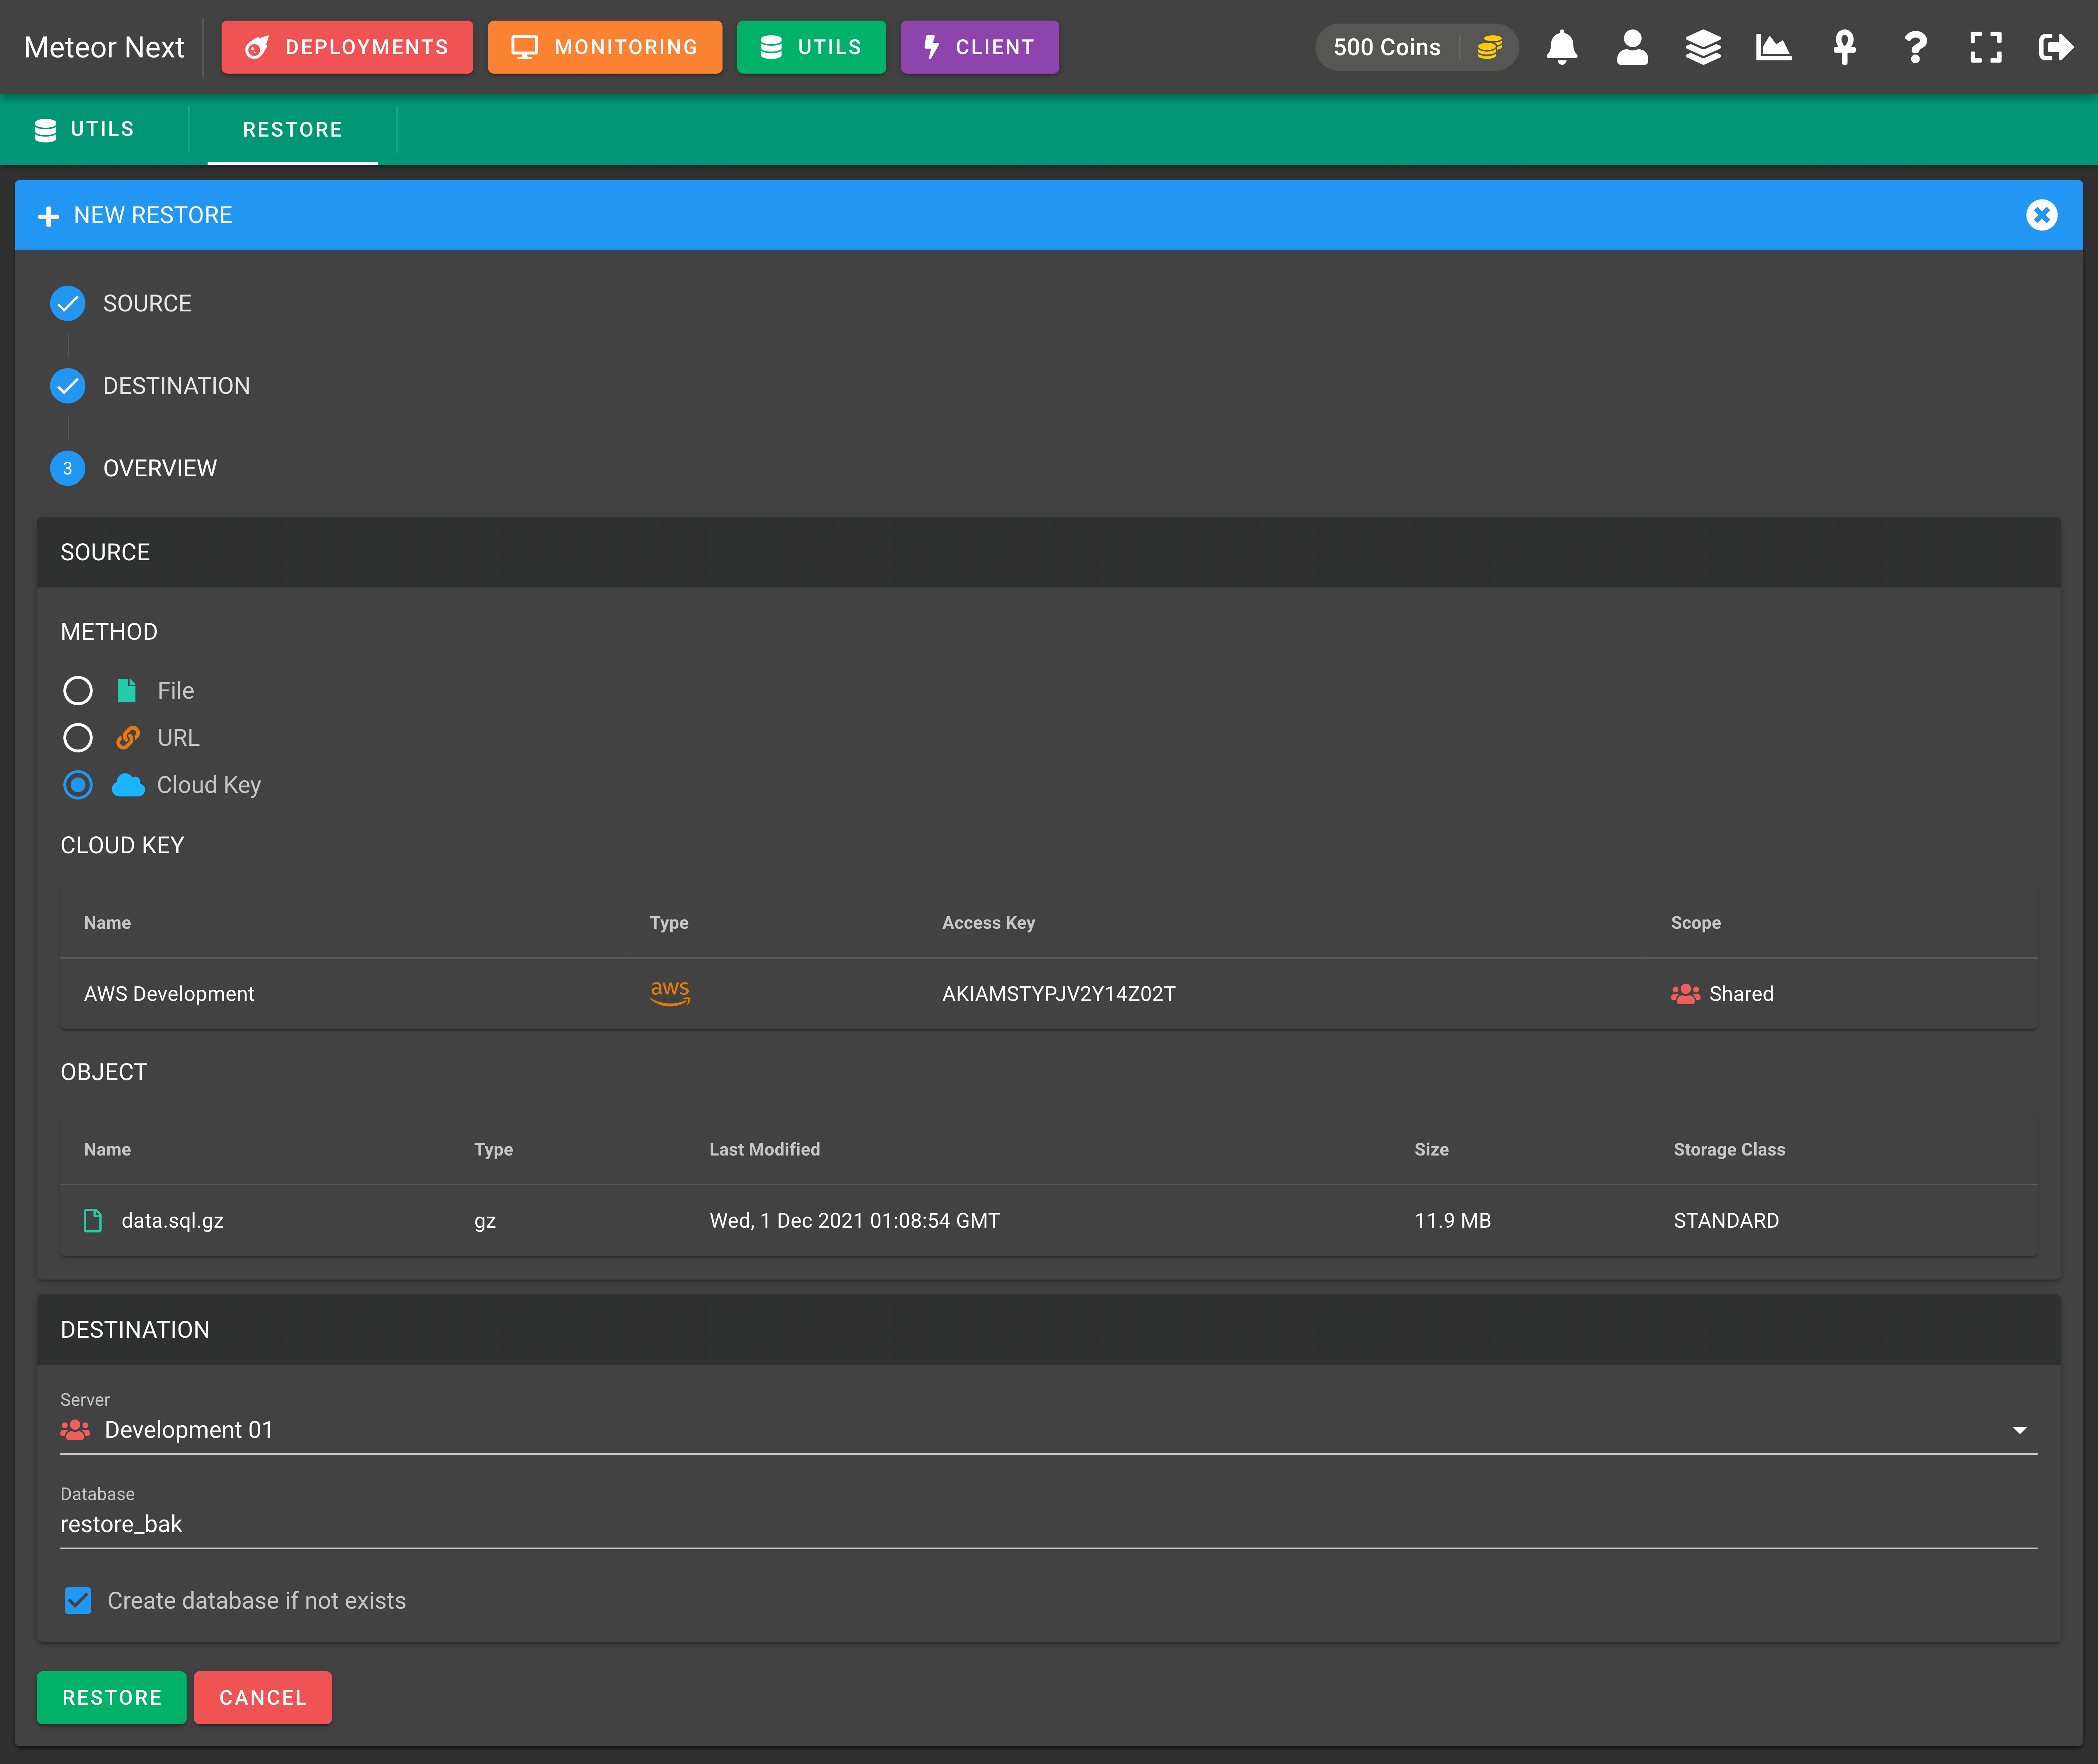 Meteor Next
DEPLOYMENTS
MONITORING
UTILS
CLIENT
500 Coins
UTILS
RESTORE
NEW RESTORE
SOURCE
DESTINATION
3 OVERVIEW
SOURCE
METHOD
File
URL
Cloud Key
CLOUD KEY
Name Type Access Key Scope
AWS Development aws AKIAMSTYPJV2Y14Z02T Shared
OBJECT
Name Type Last Modified Size Storage Class
data.sql.gz gz Wed, 1 Dec 2021 01:08:54 GMT 11.9 MB STANDARD
DESTINATION
Server
Development 01
Database
restore_bak
Create database if not exists
RESTORE CANCEL